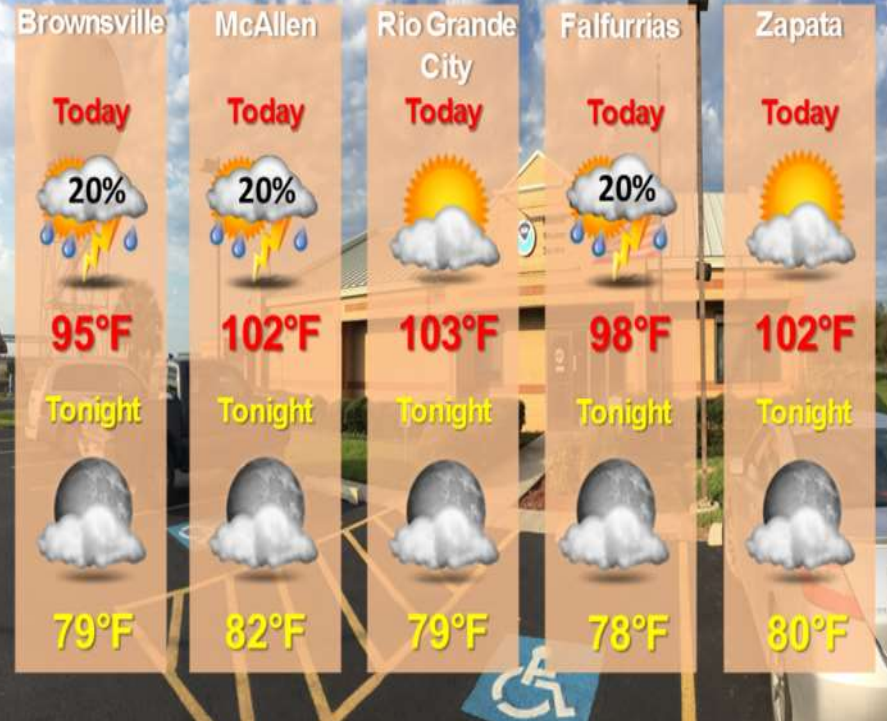 Brownsville
Today
20%
95°F
Tonight
79°F
McAllen
Today
20%
102°F
Tonight
82°F
Rio Grande
City
Today
103°F
Tonight
79°F
Falfurrias
Today
20%
98°F
Tonight
78°F
Zapata
Today
102°F
Tonight
80°F